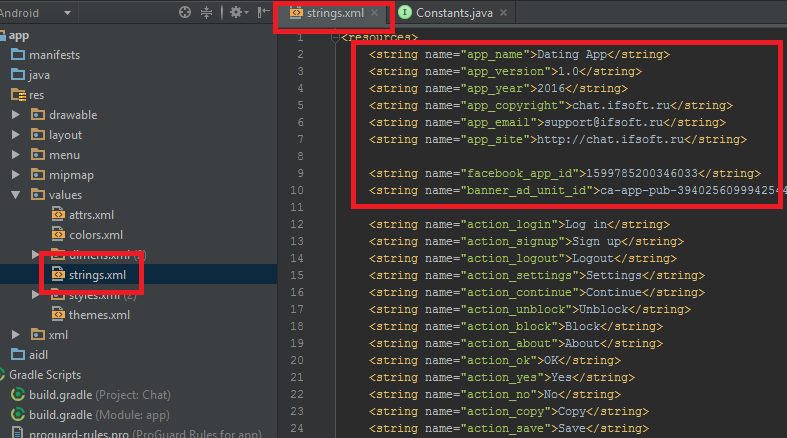 Android
app
manifests
java
res
drawable
layout
menu
mipmap
values
attrs.xml
colors.xml
dimens.xml (2)
strings.xml
styles.xml (2)
themes.xml
xml
aidl
Gradle Scripts
build.gradle (Project: Chat)
build.gradle (Module: app)
proguard-rules.pro (ProGuard Rules for app)
strings.xml
Constants.java
1 <resources>
2 <string name="app_name">Dating App</string>
3 <string name="app_version">1.0</string>
4 <string name="app_year">2016</string>
5 <string name="app_copyright">chat.ifsoft.ru</string>
6 <string name="app_email">support@ifsoft.ru</string>
7 <string name="app_site">http://chat.ifsoft.ru</string>
8
9 <string name="facebook_app_id">1599785200346033</string>
10 <string name="banner_ad_unit_id">ca-app-pub-3940256099942544
11
12 <string name="action_login">Log in</string>
13 <string name="action_signup">Sign up</string>
14 <string name="action_logout">Logout</string>
15 <string name="action_settings">Settings</string>
16 <string name="action_continue">Continue</string>
17 <string name="action_unblock">Unblock</string>
18 <string name="action_block">Block</string>
19 <string name="action_about">About</string>
20 <string name="action_ok">OK</string>
21 <string name="action_yes">Yes</string>
22 <string name="action_no">No</string>
23 <string name="action_copy">Copy</string>
24 <string name="action_save">Save</string>